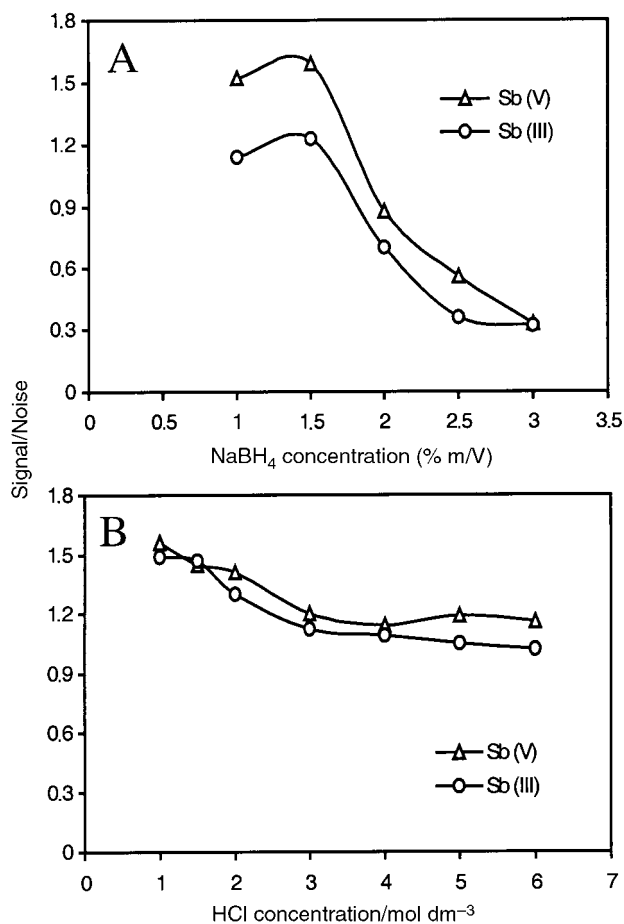 Signal/Noise
A
1.8
1.5
1.2
0.9
0.6
0.3
0
Sb (V)
Sb (III)
0 0.5 1 1.5 2 2.5 3 3.5
NaBH₄ concentration (% m/V)
B
1.8
1.5
1.2
0.9
0.6
0.3
0
Sb (V)
Sb (III)
0 1 2 3 4 5 6 7
HCl concentration/mol dm⁻³